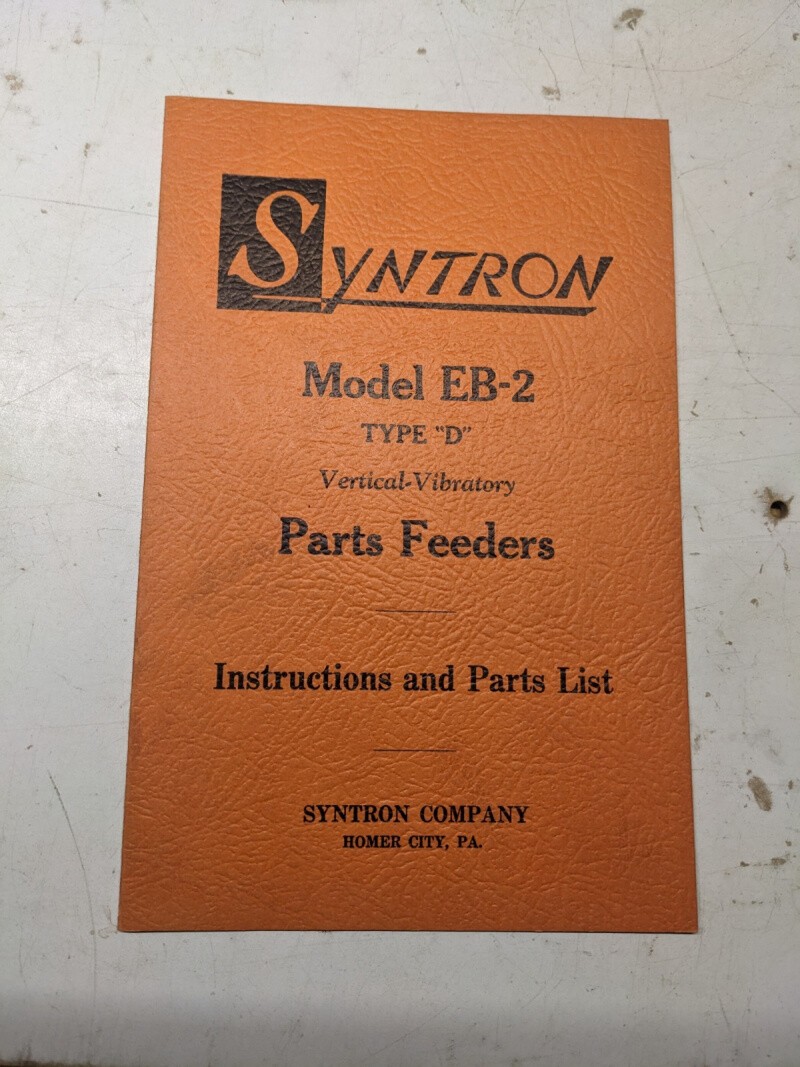 SYNTRON
Model EB-2
TYPE "D"
Vertical-Vibratory
Parts Feeders
Instructions and Parts List
SYNTRON COMPANY
HOMER CITY, PA.